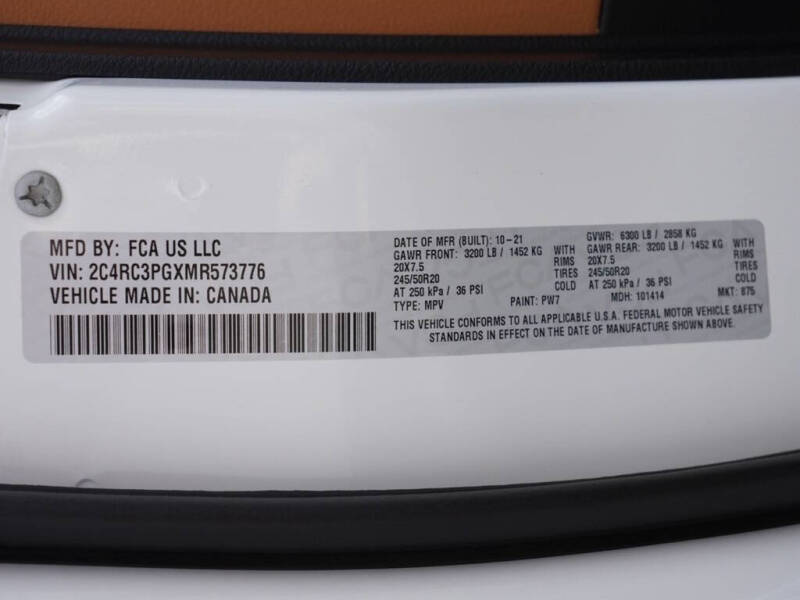 MFD BY: FCA US LLC
VIN: 2C4RC3PGXMR573776
VEHICLE MADE IN: CANADA
DATE OF MFR (BUILT): 10-21 GVWR: 6300 LB / 2858 KG
GAWR FRONT: 3200 LB / 1452 KG GAWR REAR: 3200 LB / 1452 KG
20X7.5 RIMS 20X7.5 RIMS
245/50R20 TIRES 245/50R20 TIRES
AT 250 kPa / 36 PSI COLD AT 250 kPa / 36 PSI COLD
TYPE: MPV PAINT: PW7 MDH: 101414 MKT: 875
THIS VEHICLE CONFORMS TO ALL APPLICABLE U.S.A. FEDERAL MOTOR VEHICLE SAFETY
STANDARDS IN EFFECT ON THE DATE OF MANUFACTURE SHOWN ABOVE.